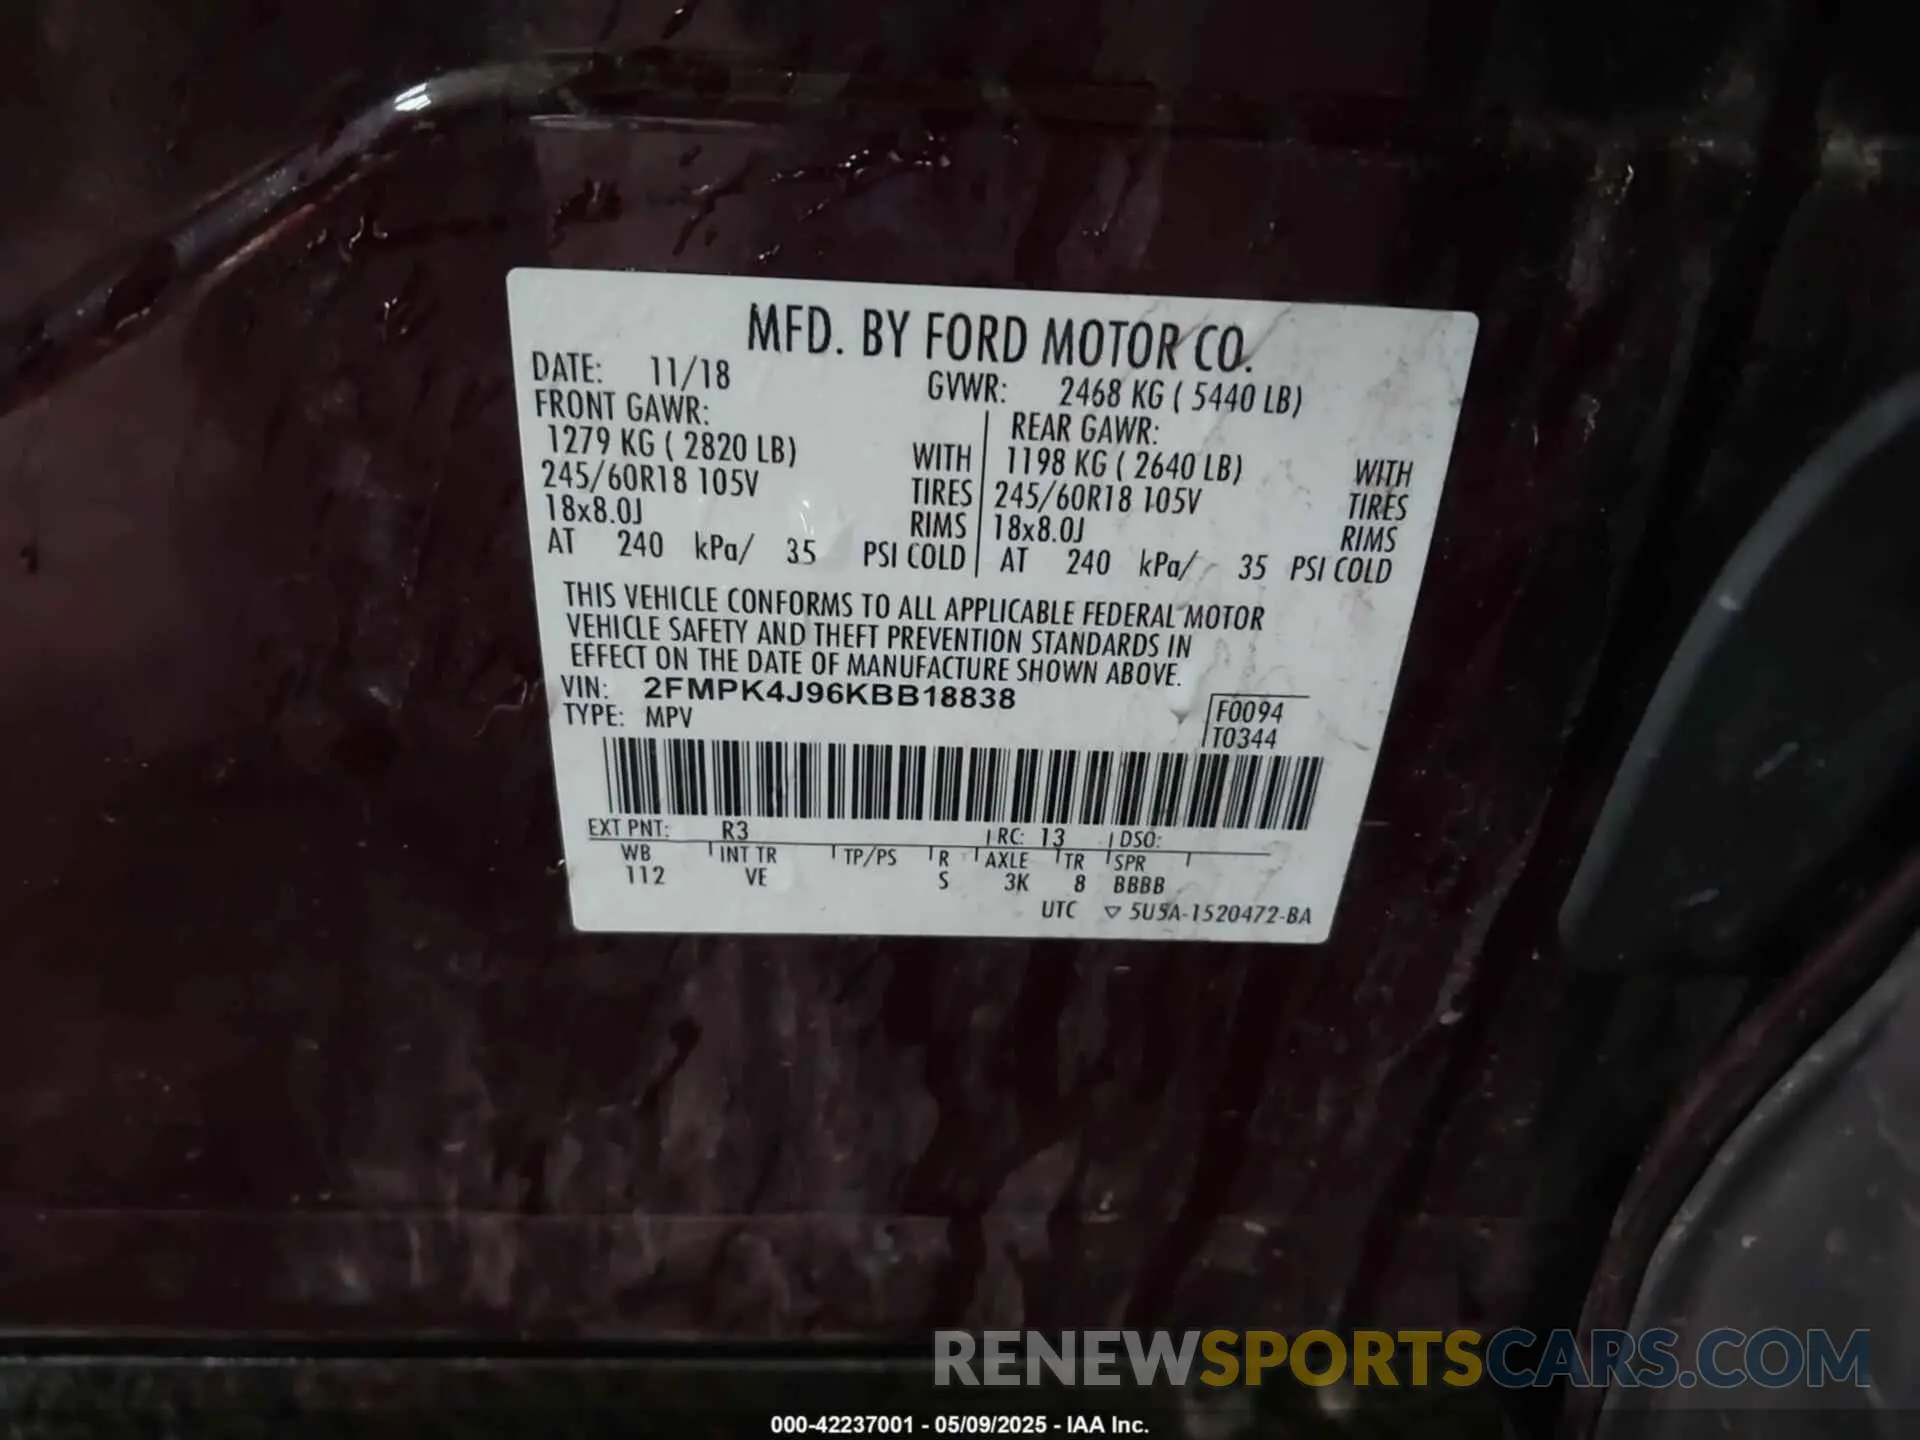 MFD. BY FORD MOTOR CO.
DATE: 11/18 GVWR: 2468 KG ( 5440 LB)
FRONT GAWR: REAR GAWR:
1279 KG ( 2820 LB) WITH 1198 KG ( 2640 LB) WITH
245/60R18 105V TIRES 245/60R18 105V TIRES
18x8.0J RIMS 18x8.0J RIMS
AT 240 kPa/ 35 PSI COLD AT 240 kPa/ 35 PSI COLD
THIS VEHICLE CONFORMS TO ALL APPLICABLE FEDERAL MOTOR
VEHICLE SAFETY AND THEFT PREVENTION STANDARDS IN
EFFECT ON THE DATE OF MANUFACTURE SHOWN ABOVE.
VIN: 2FMPK4J96KBB18838
TYPE: MPV
F0094
T0344
EXT PNT: R3 RC: 13 DSO:
WB INT TR TP/PS R AXLE TR SPR
112 VE S 3K 8 BBBB
UTC ▽ 5U5A-1520472-BA
RENEWSPORTSCARS.COM
000-42237001 - 05/09/2025 - IAA Inc.